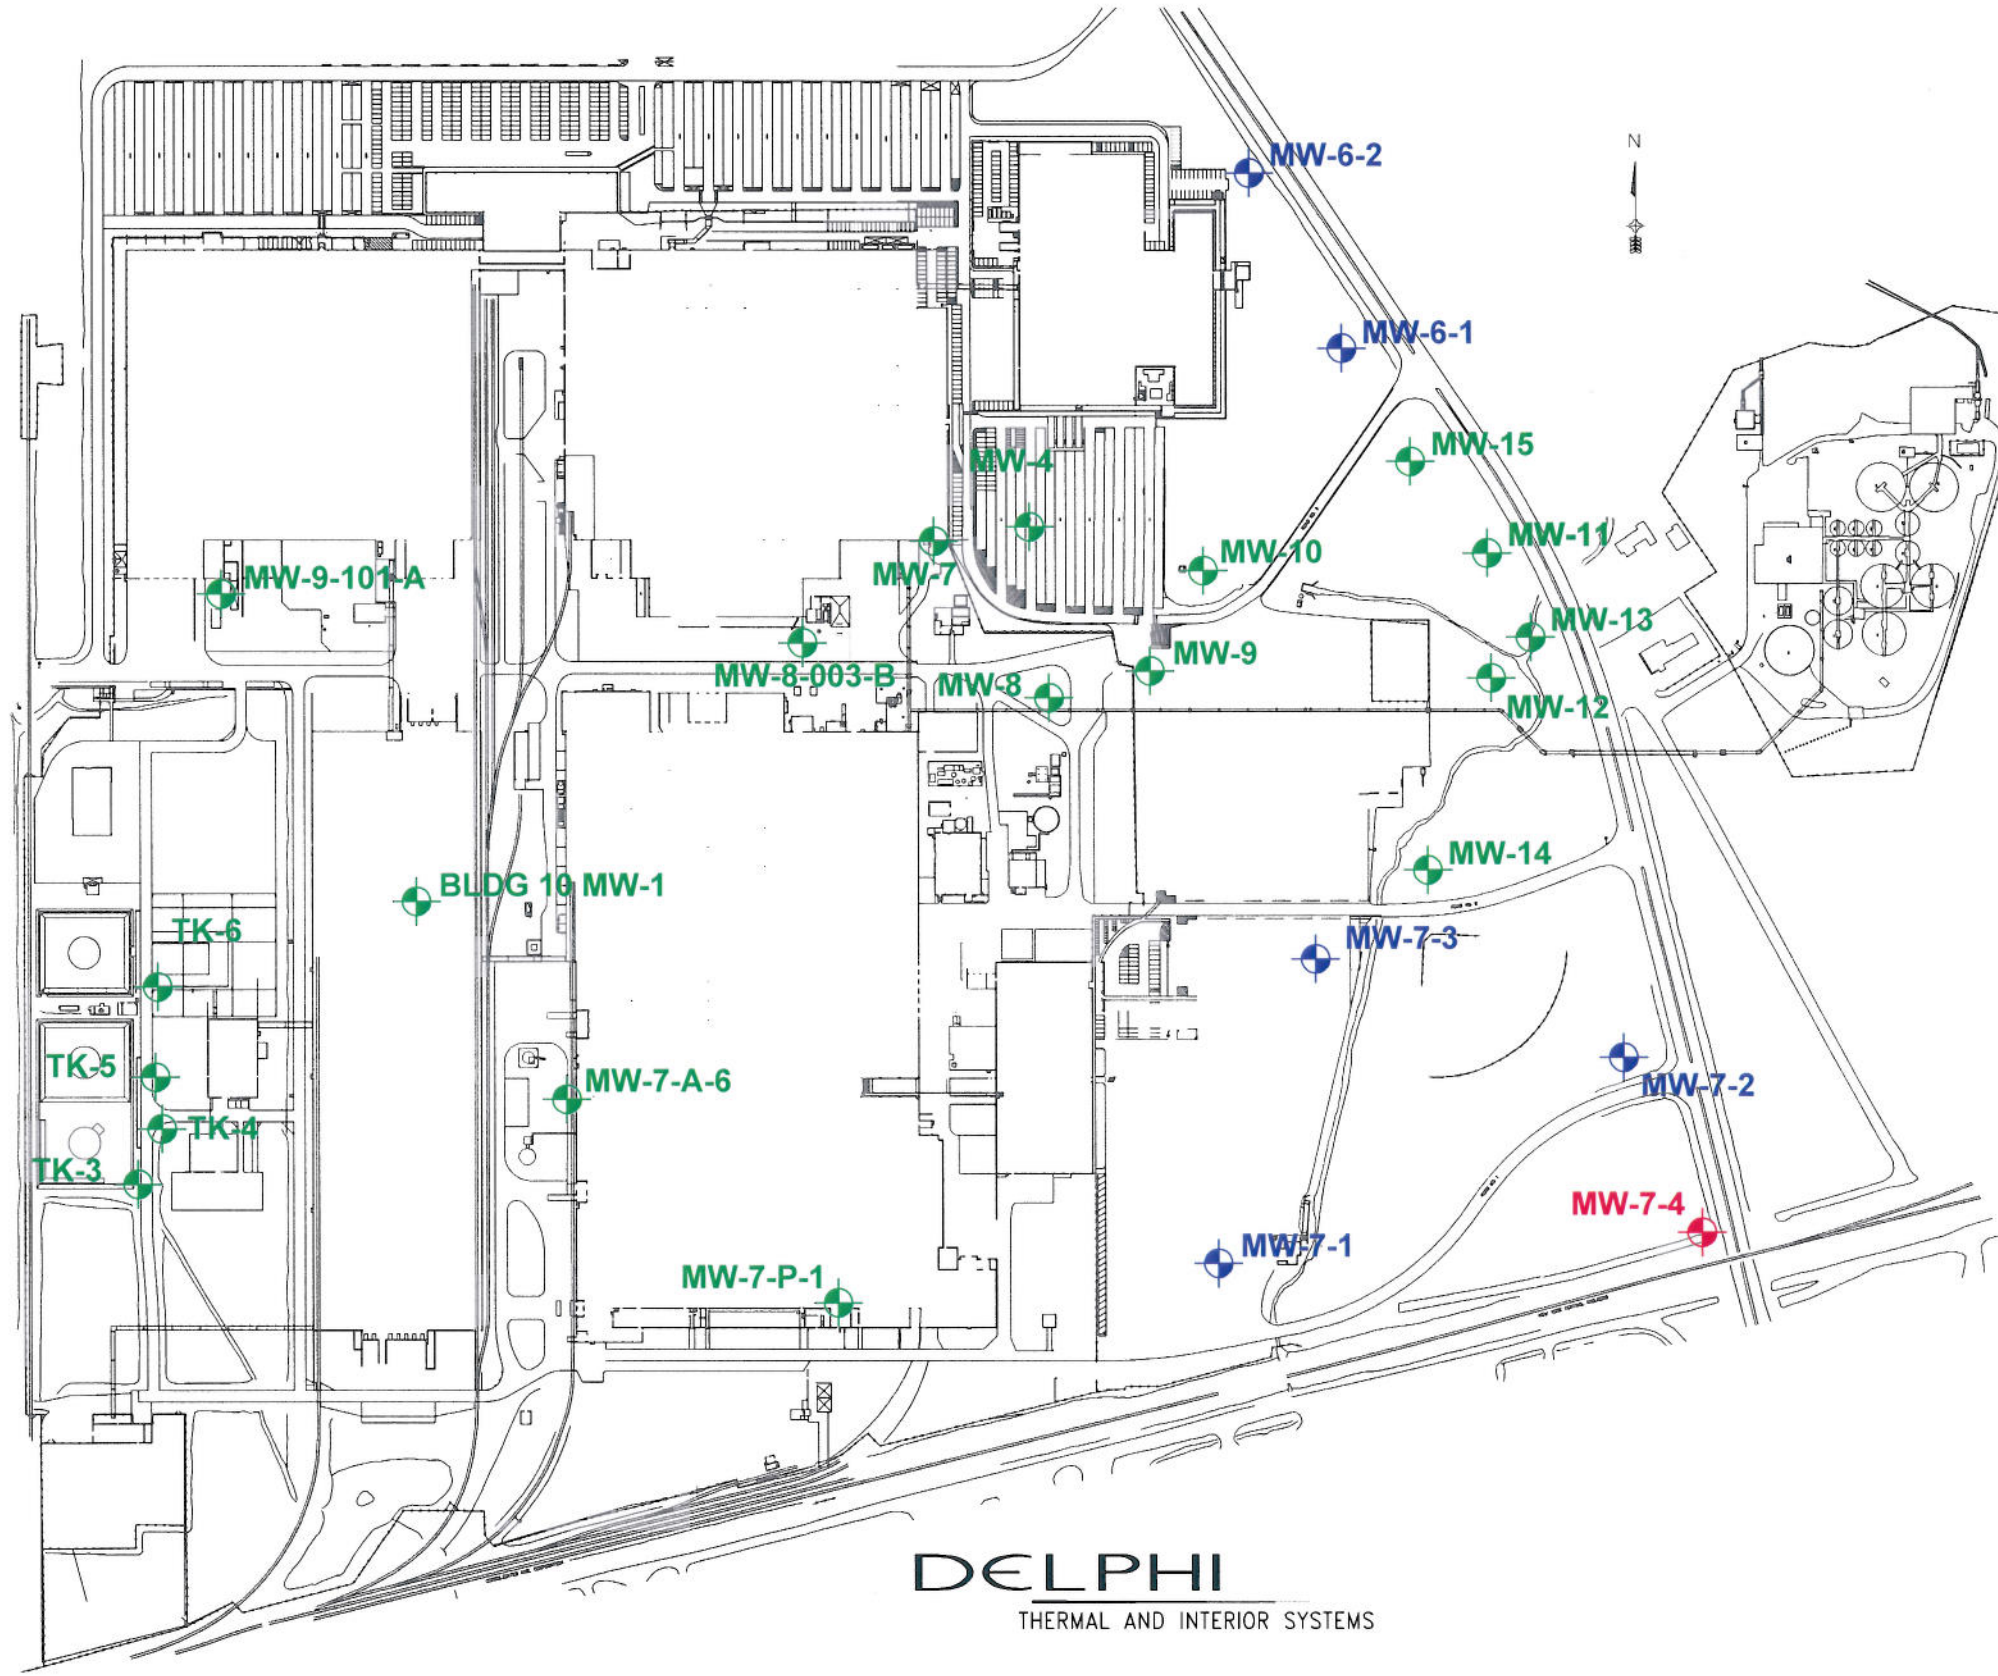 MW-6-2
N
MW-6-1
MW-15
MW-4
MW-11
MW-10
MW-7
MW-9-101-A
MW-13
MW-9
MW-8-003-B
MW-8
MW-12
MW-14
BLDG 10 MW-1
TK-6
MW-7-3
TK-5
MW-7-A-6
MW-7-2
TK-4
TK-3
MW-7-4
MW-7-1
MW-7-P-1
DELPHI
THERMAL AND INTERIOR SYSTEMS